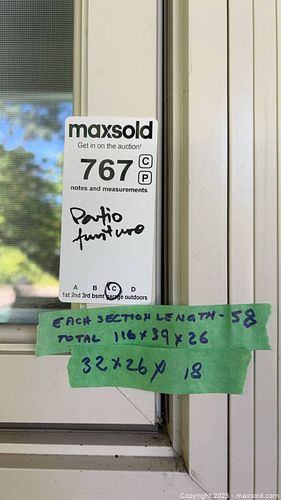 maxsold
Get in on the auction!
767 C P
notes and measurements
Patio
furniture
A B C D
1st 2nd 3rd bsmt garage outdoors
EACH SECTION LENGTH - 58
TOTAL 116 x 39 x 26
32 x 26 x 18
Copyright 2025 - maxsold.com